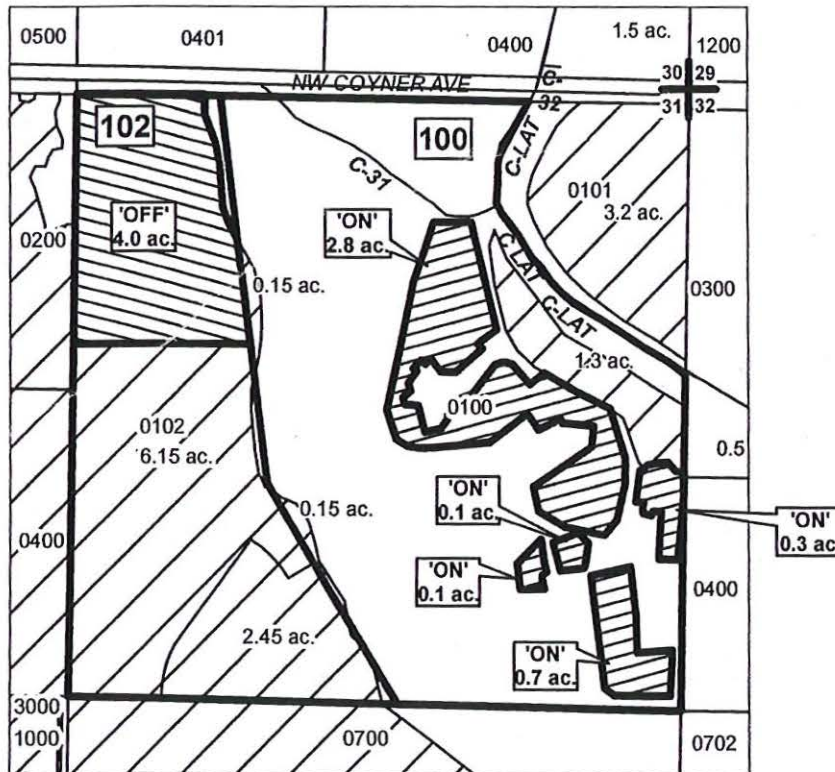 0500
0401
0400
1.5 ac.
1200
NW COYNER AVE
C-
32
30 29
31 32
102
100
C-LAT
C-31
0101
3.2 ac.
'OFF'
4.0 ac.
'ON'
2.8 ac.
0200
0.15 ac.
C LAT
C-LAT
0300
1.3 ac.
0100
0102
6.15 ac.
0.5
0.15 ac.
'ON'
0.1 ac.
'ON'
0.3 ac
0400
'ON'
0.1 ac.
0400
2.45 ac.
'ON'
0.7 ac.
3000
1000
0700
0702